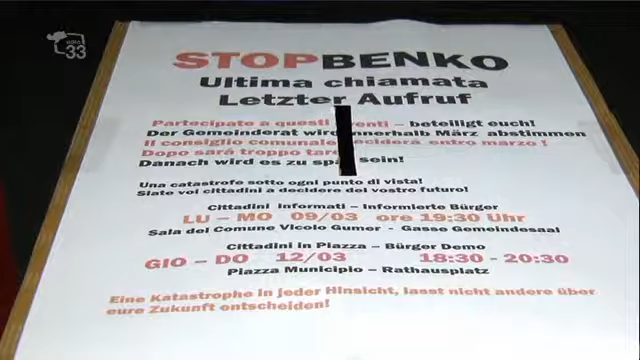 video
33
STOPBENKO
Ultima chiamata
Letzter Aufruf
Partecipate a questi venti – beteiligt euch!
Der Gemeinderat wird innerhalb März abstimmen
Il consiglio comunale deciderà entro marzo !
Dopo sarà troppo tardi
Danach wird es zu spät sein!
Una catastrofe sotto ogni punto di vista!
Siate voi cittadini a decidere del vostro futuro!
Cittadini informati – Informierte Bürger
LU – MO 09/03 ore 19:30 Uhr
Sala del Comune Vicolo Gumer - Gasse Gemeindesaal
Cittadini in Piazza – Bürger Demo
GIO – DO 12/03 18:30 - 20:30
Piazza Municipio – Rathausplatz
Eine Katastrophe in jeder Hinsicht, lasst nicht andere über
eure Zukunft entscheiden!